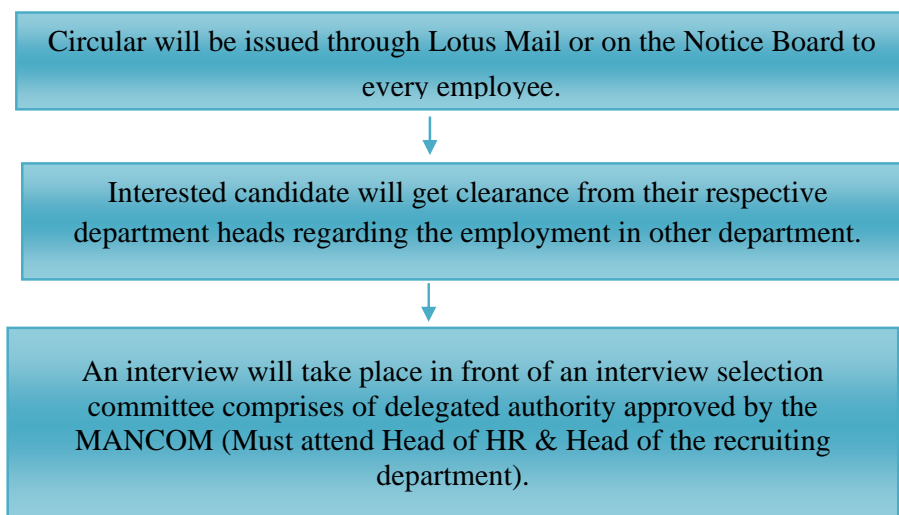 Circular will be issued through Lotus Mail or on the Notice Board to
every employee.
Interested candidate will get clearance from their respective
department heads regarding the employment in other department.
An interview will take place in front of an interview selection
committee comprises of delegated authority approved by the
MANCOM (Must attend Head of HR & Head of the recruiting
department).